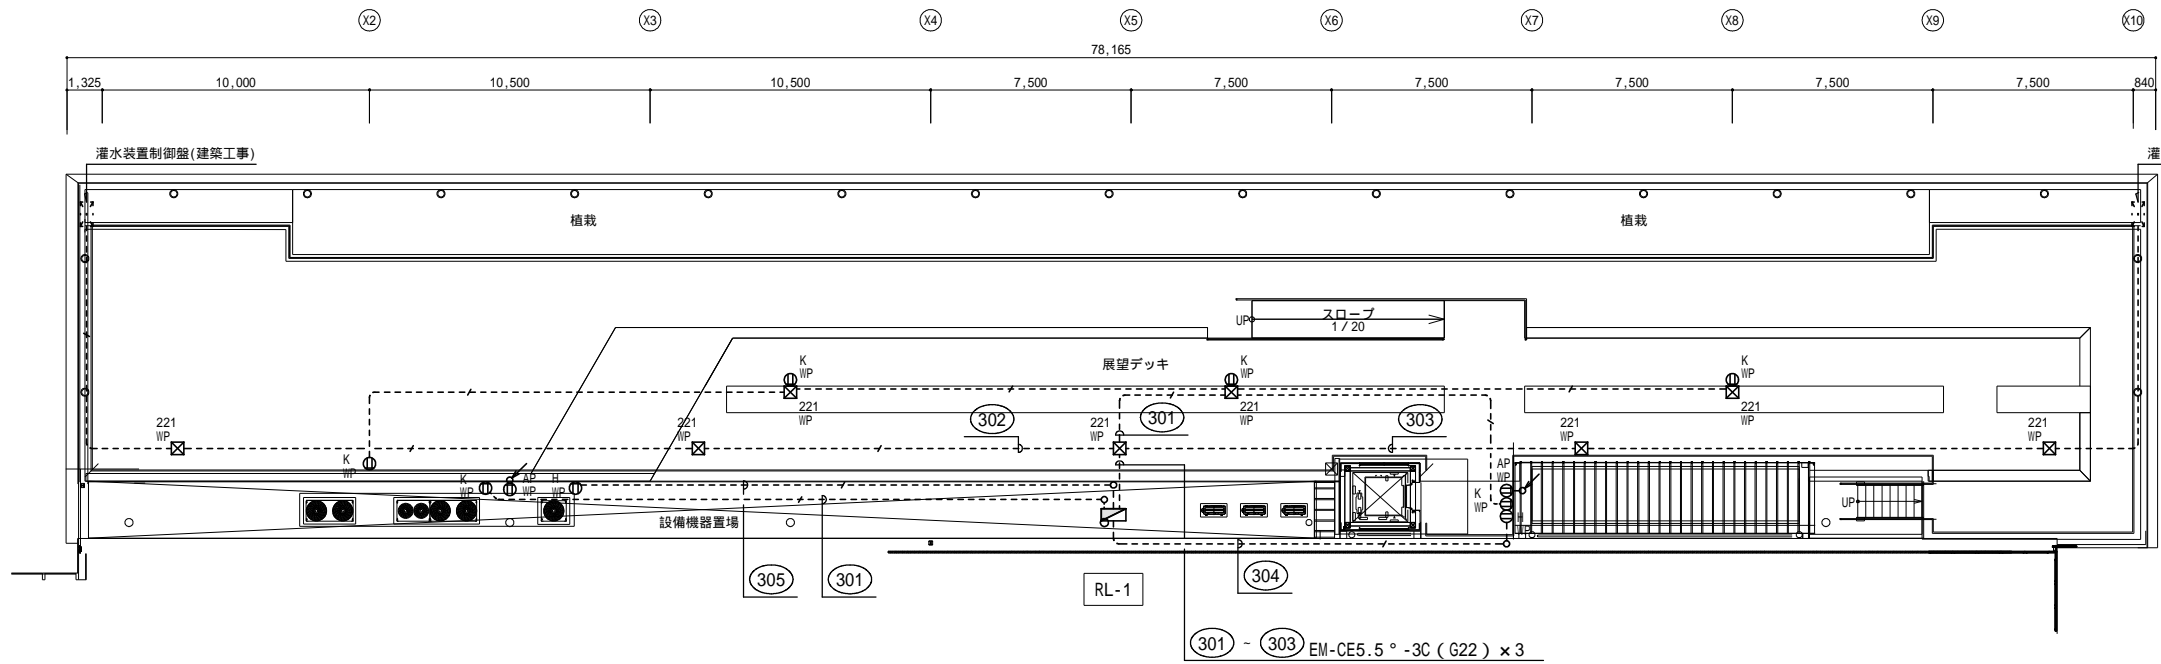 X2 X3 X4 X5 X6 X7 X8 X9 X10
78,165
1,325 10,000 10,500 10,500 7,500 7,500 7,500 7,500 7,500 7,500 840
灌水装置制御盤(建築工事)
灌
植栽
植栽
UP
スロープ
1/20
展望デッキ
K
WP
K
WP
K
WP
221
WP
221
WP
221
WP
221
WP
221
WP
221
WP
221
WP
221
WP
302
301
303
K
WP
K
WP
AP
WP
H
WP
AP
WP
K
WP
H
WP
UP
設備機器置場
305
301
RL-1
304
301 ~ 303 EM-CE5.5°-3C(G22)×3